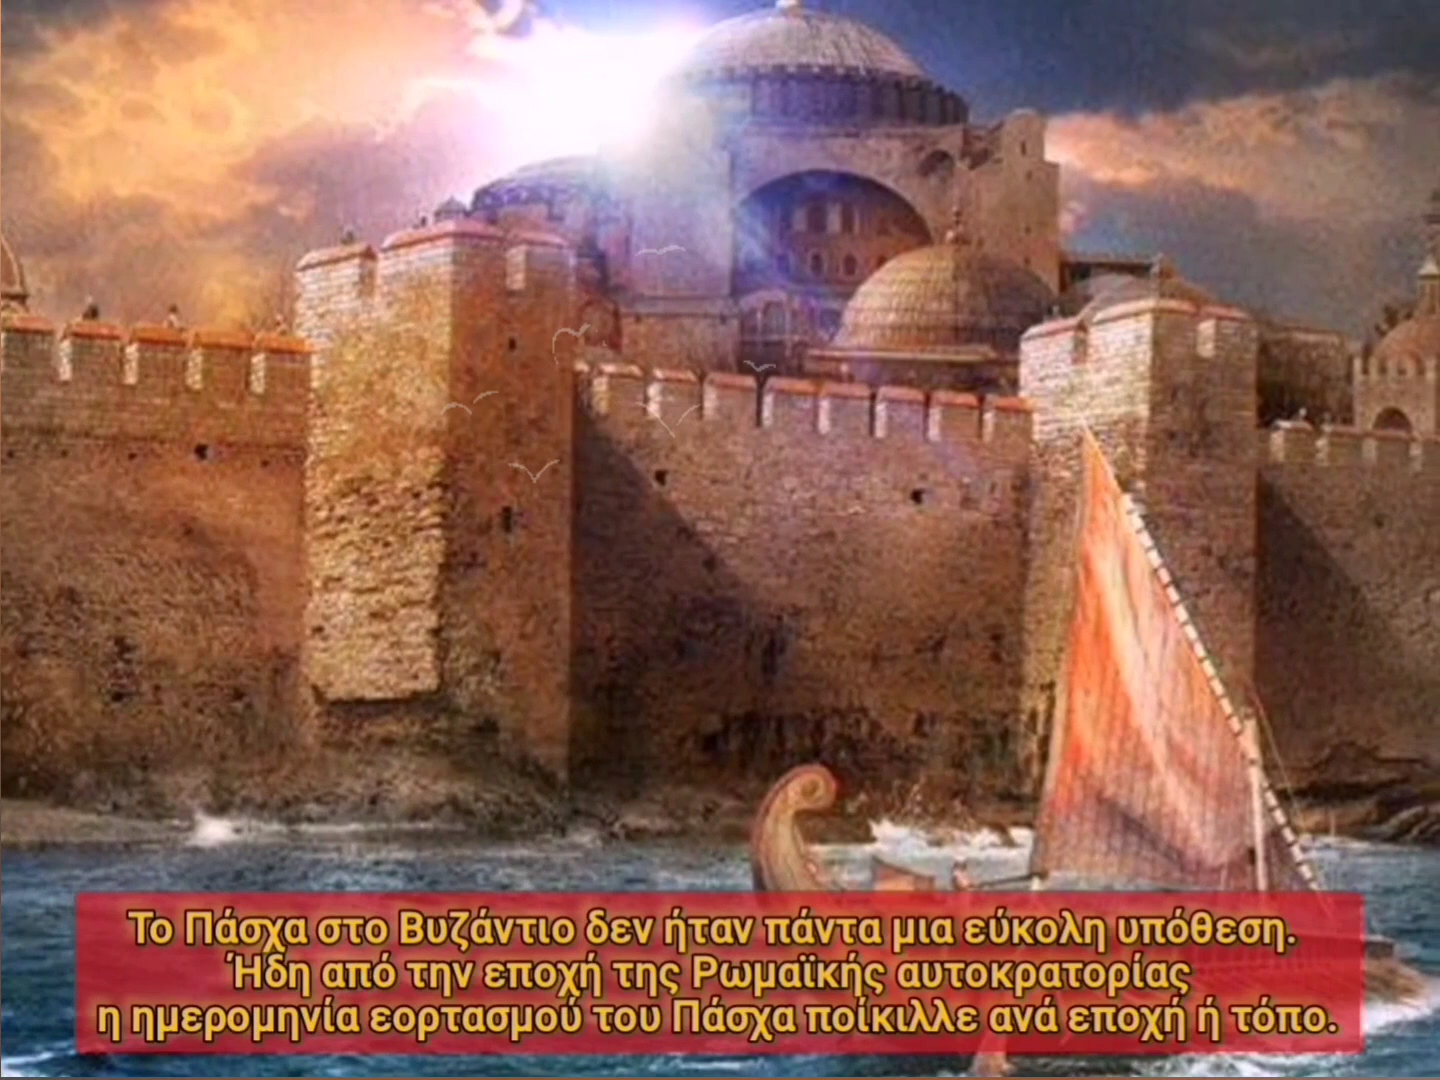 Το Πάσχα στο Βυζάντιο δεν ήταν πάντα μια εύκολη υπόθεση.
Ήδη από την εποχή της Ρωμαϊκής αυτοκρατορίας
η ημερομηνία εορτασμού του Πάσχα ποίκιλλε ανά εποχή ή τόπο.